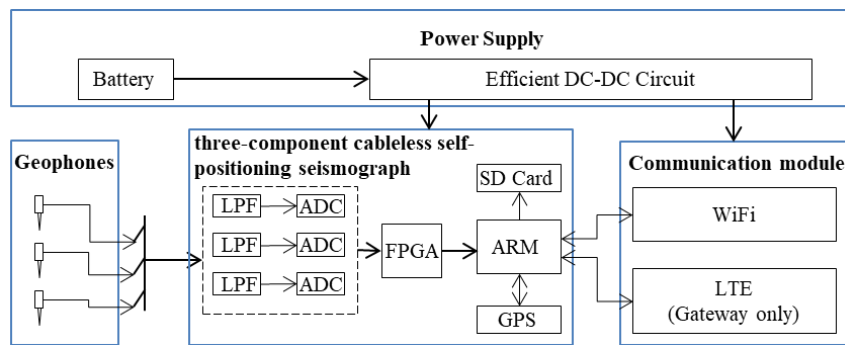 Power Supply
Battery
Efficient DC-DC Circuit
Geophones
three-component cableless self-
positioning seismograph
LPF
ADC
LPF
ADC
LPF
ADC
FPGA
SD Card
ARM
GPS
Communication module
WiFi
LTE
(Gateway only)